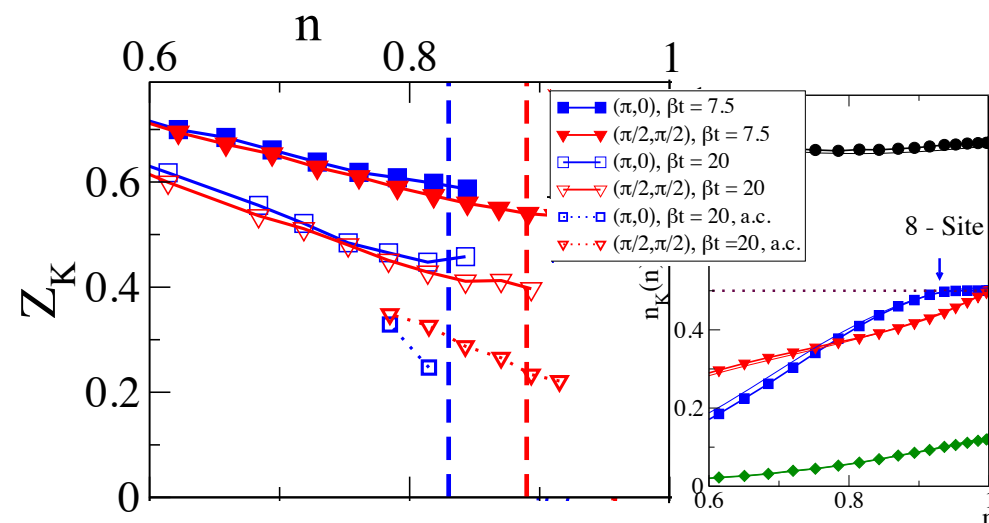 n
0.6 0.8 1
(π,0), βt = 7.5
(π/2,π/2), βt = 7.5
(π,0), βt = 20
(π/2,π/2), βt = 20
(π,0), βt = 20, a.c.
(π/2,π/2), βt =20, a.c.
Z_K
0.6
0.4
0.2
0
8 - Site
n_K(n)
0.4
0.2
0
0.6 0.8 1
n